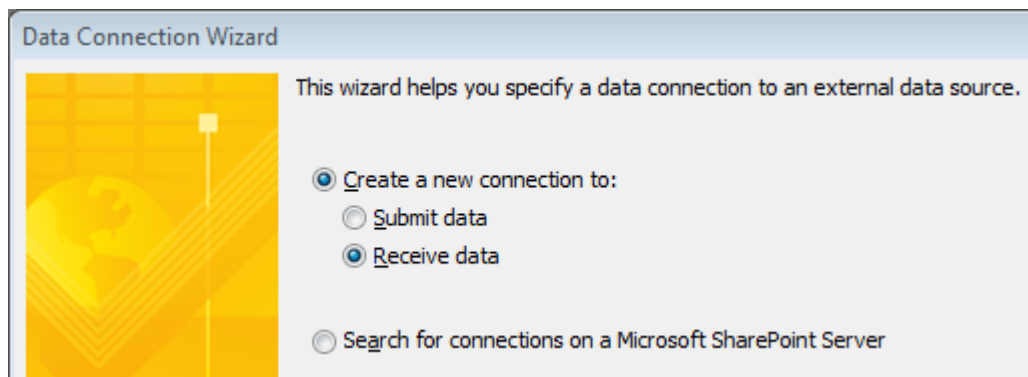 Data Connection Wizard
This wizard helps you specify a data connection to an external data source.
Create a new connection to:
Submit data
Receive data
Search for connections on a Microsoft SharePoint Server